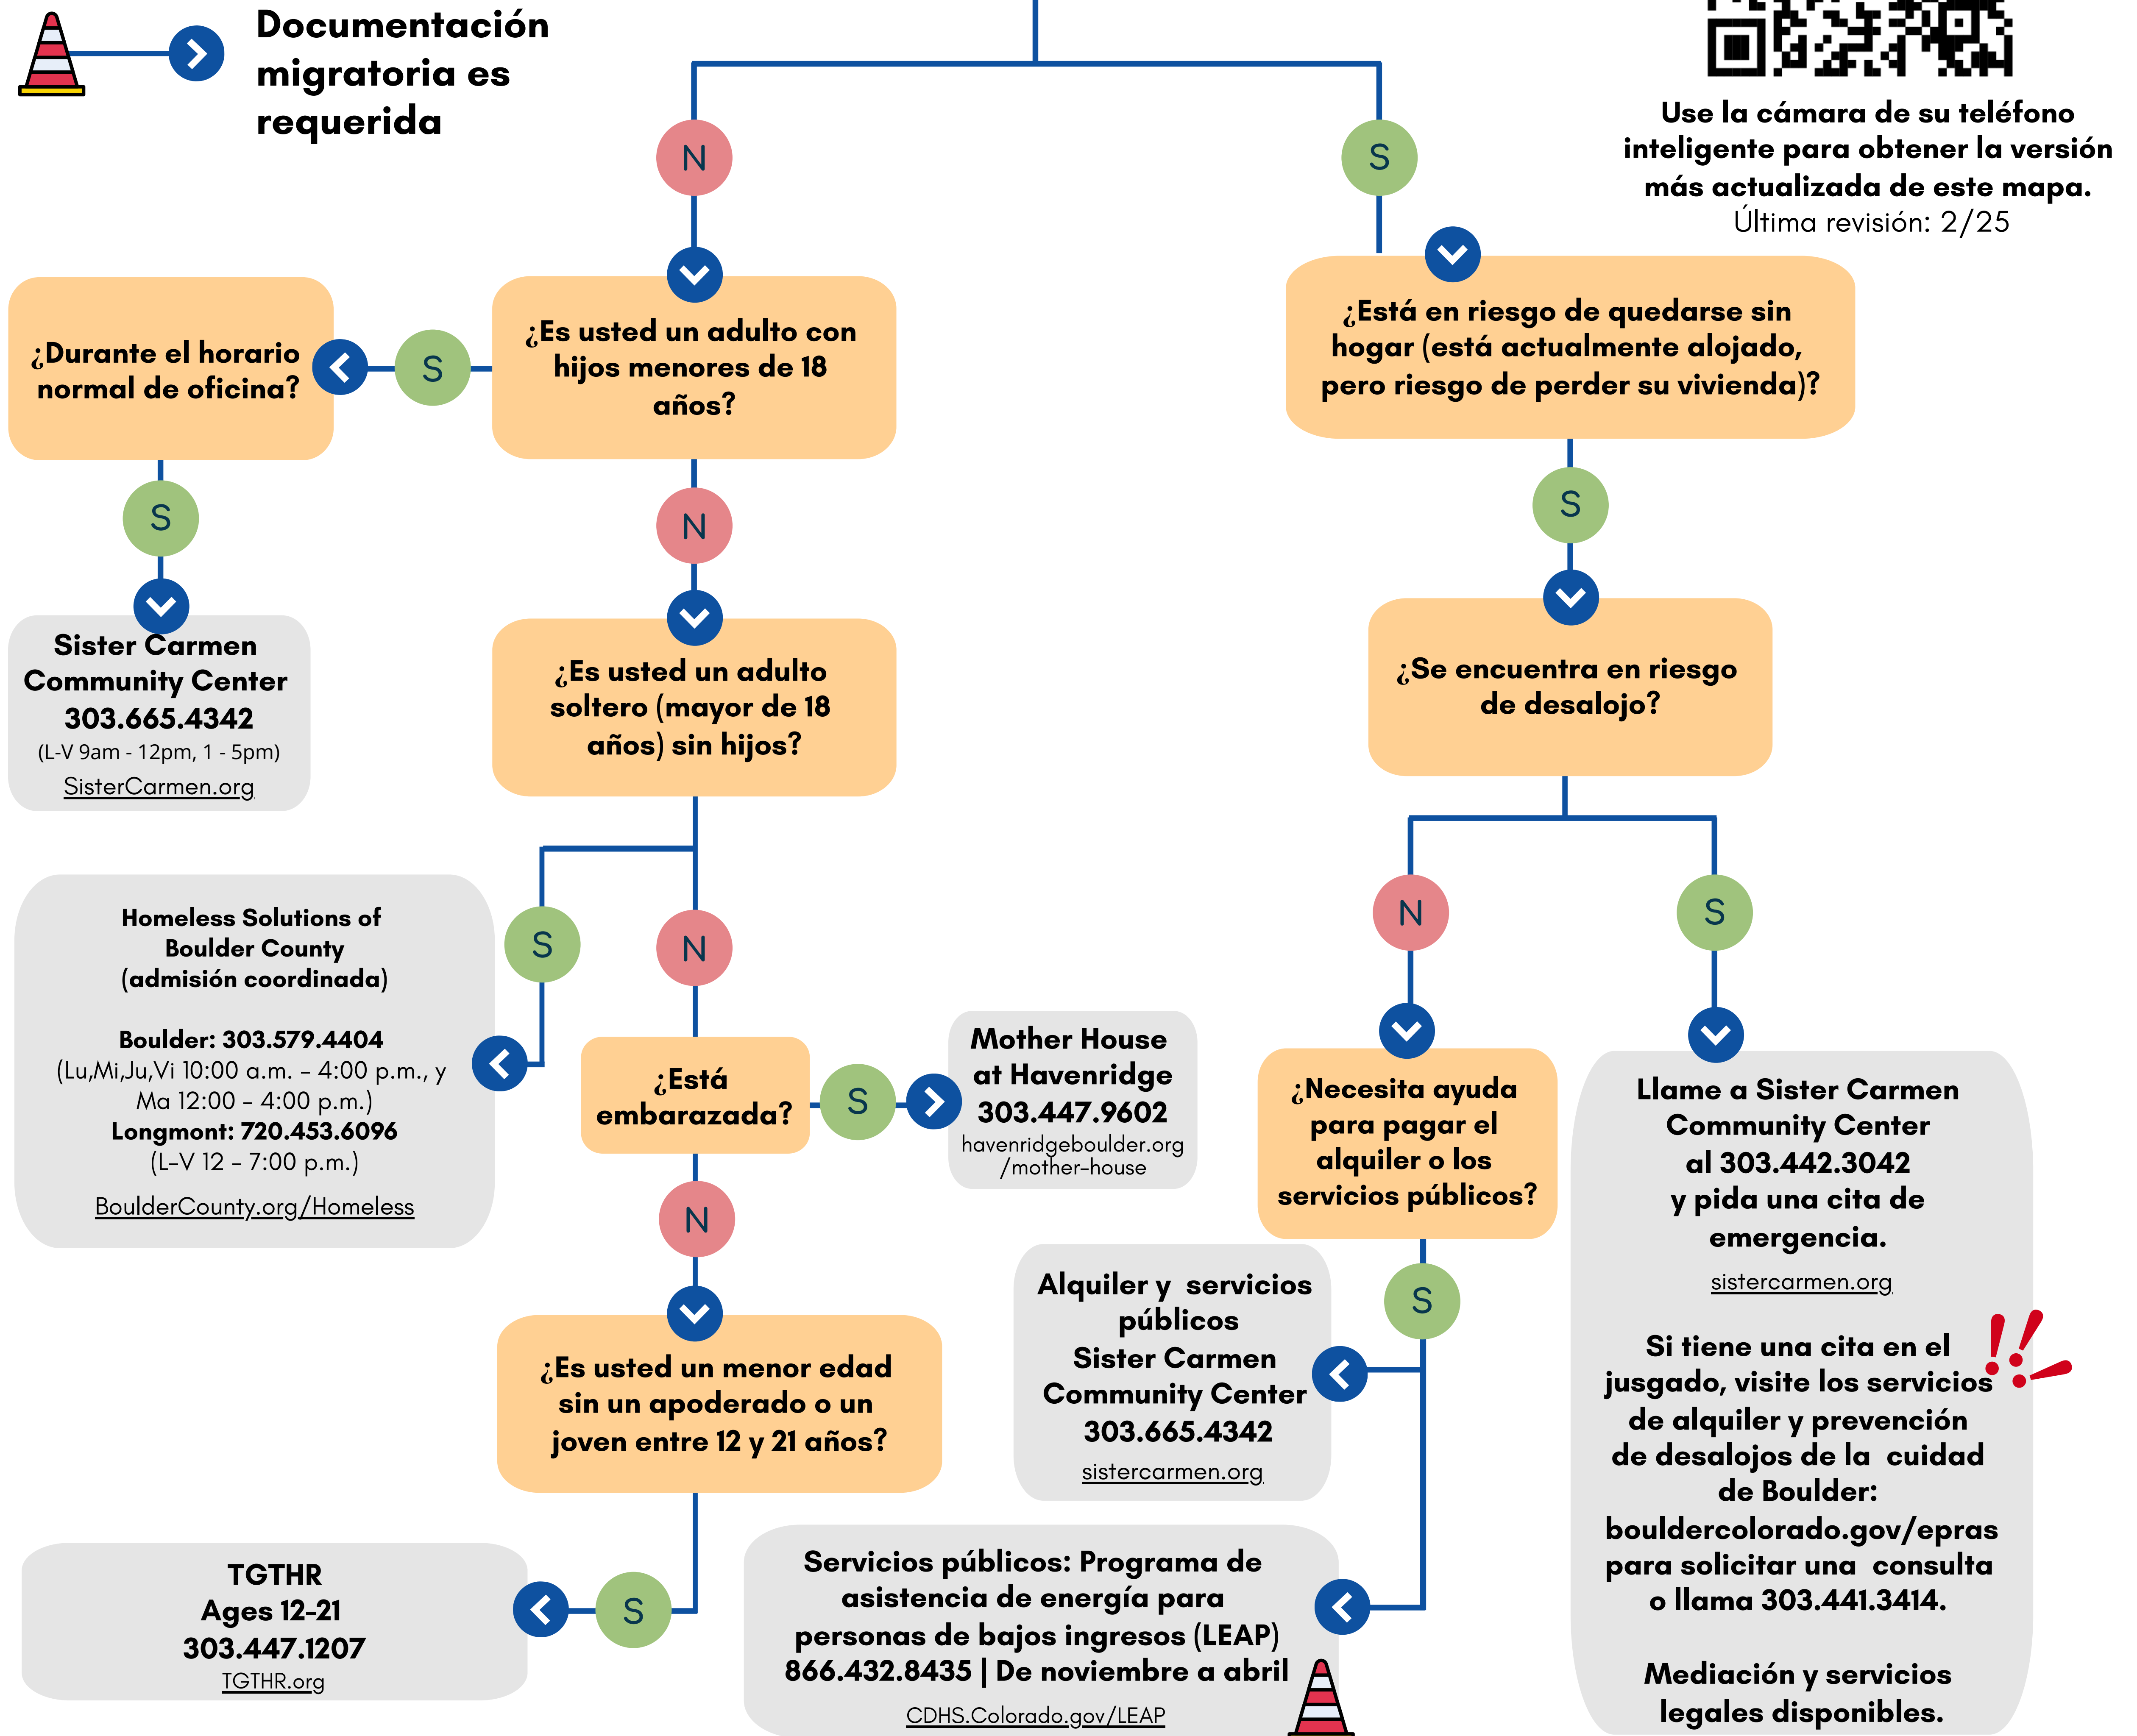 Documentación
migratoria es
requerida
Use la cámara de su teléfono
inteligente para obtener la versión
más actualizada de este mapa.
Última revisión: 2/25
N
S
¿Durante el horario
normal de oficina?
S
¿Es usted un adulto con
hijos menores de 18
años?
¿Está en riesgo de quedarse sin
hogar (está actualmente alojado,
pero riesgo de perder su vivienda)?
S
N
S
Sister Carmen
Community Center
303.665.4342
(L-V 9am - 12pm, 1 - 5pm)
SisterCarmen.org
¿Es usted un adulto
soltero (mayor de 18
años) sin hijos?
¿Se encuentra en riesgo
de desalojo?
S
N
N
S
Homeless Solutions of
Boulder County
(admisión coordinada)
Boulder: 303.579.4404
(Lu,Mi,Ju,Vi 10:00 a.m. - 4:00 p.m., y
Ma 12:00 - 4:00 p.m.)
Longmont: 720.453.6096
(L-V 12 - 7:00 p.m.)
BoulderCounty.org/Homeless
¿Está
embarazada?
S
Mother House
at Havenridge
303.447.9602
havenridgeboulder.org
/mother-house
¿Necesita ayuda
para pagar el
alquiler o los
servicios públicos?
Llame a Sister Carmen
Community Center
al 303.442.3042
y pida una cita de
emergencia.
sistercarmen.org
Si tiene una cita en el
jusgado, visite los servicios
de alquiler y prevención
de desalojos de la cuidad
de Boulder:
bouldercolorado.gov/epras
para solicitar una consulta
o llama 303.441.3414.
Mediación y servicios
legales disponibles.
N
S
Alquiler y servicios
públicos
Sister Carmen
Community Center
303.665.4342
sistercarmen.org
¿Es usted un menor edad
sin un apoderado o un
joven entre 12 y 21 años?
S
TGTHR
Ages 12-21
303.447.1207
TGTHR.org
Servicios públicos: Programa de
asistencia de energía para
personas de bajos ingresos (LEAP)
866.432.8435 | De noviembre a abril
CDHS.Colorado.gov/LEAP